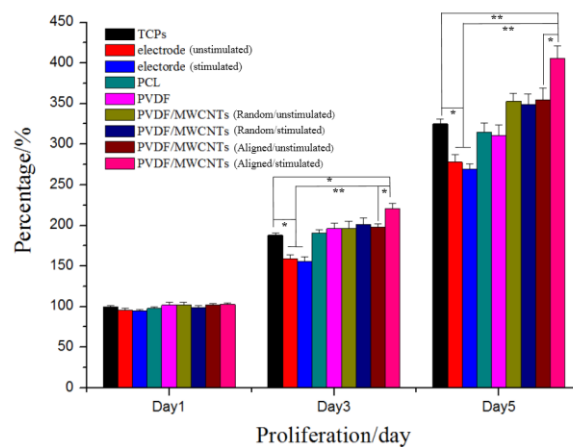 450
400
350
300
250
200
150
100
50
0
Percentage/%
TCPs
electrode (unstimulated)
electorde (stimulated)
PCL
PVDF
PVDF/MWCNTs (Random/unstimulated)
PVDF/MWCNTs (Random/stimulated)
PVDF/MWCNTs (Aligned/unstimulated)
PVDF/MWCNTs (Aligned/stimulated)
**
**
*
*
*
**
*
*
Day1 Day3 Day5
Proliferation/day